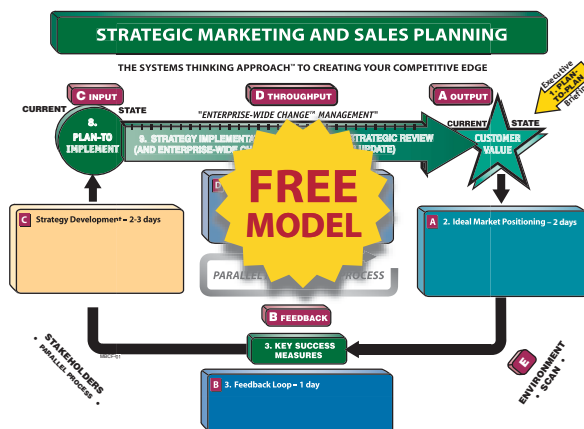 STRATEGIC MARKETING AND SALES PLANNING
THE SYSTEMS THINKING APPROACH™ TO CREATING YOUR COMPETITIVE EDGE
Executive
Briefing
1. PLAN-
TO-PLAN
C INPUT
D THROUGHPUT
A OUTPUT
CURRENT STATE
"ENTERPRISE-WIDE CHANGE™ MANAGEMENT"
CURRENT STATE
8.
PLAN-TO
IMPLEMENT
9. STRATEGY IMPLEMENTA
STRATEGIC REVIEW
(AND ENTERPRISE-WIDE
UPDATE)
CUSTOMER
VALUE
D
FREE
MODEL
C Strategy Development – 2-3 days
A 2. Ideal Market Positioning – 2 days
PARALLEL
PROCESS
B FEEDBACK
3. KEY SUCCESS
MEASURES
STAKEHOLDERS
• PARALLEL PROCESS •
E
ENVIRONMENT
• SCAN •
B 3. Feedback Loop – 1 day